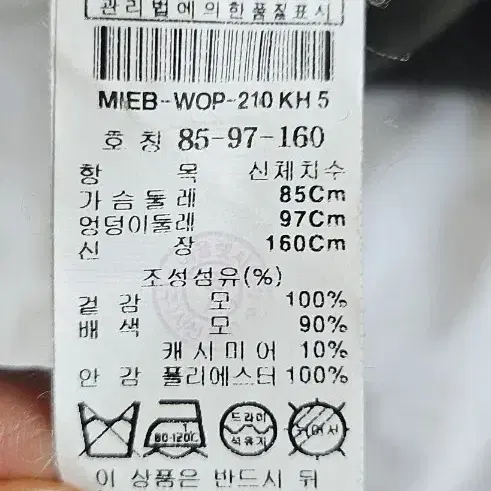 관리법에의한품질표시
MIEB-WOP-210 KH 5
호 칭 85-97-160
항 목 신체치수
가슴둘레 85Cm
엉덩이둘레 97Cm
신 장 160Cm
조성섬유(%)
겉 감 모 100%
배 색 모 90%
캐시미어 10%
안 감 폴리에스터 100%
80-120℃ 드라이
석유계
뉘어서
이 상품은 반드시 뒤